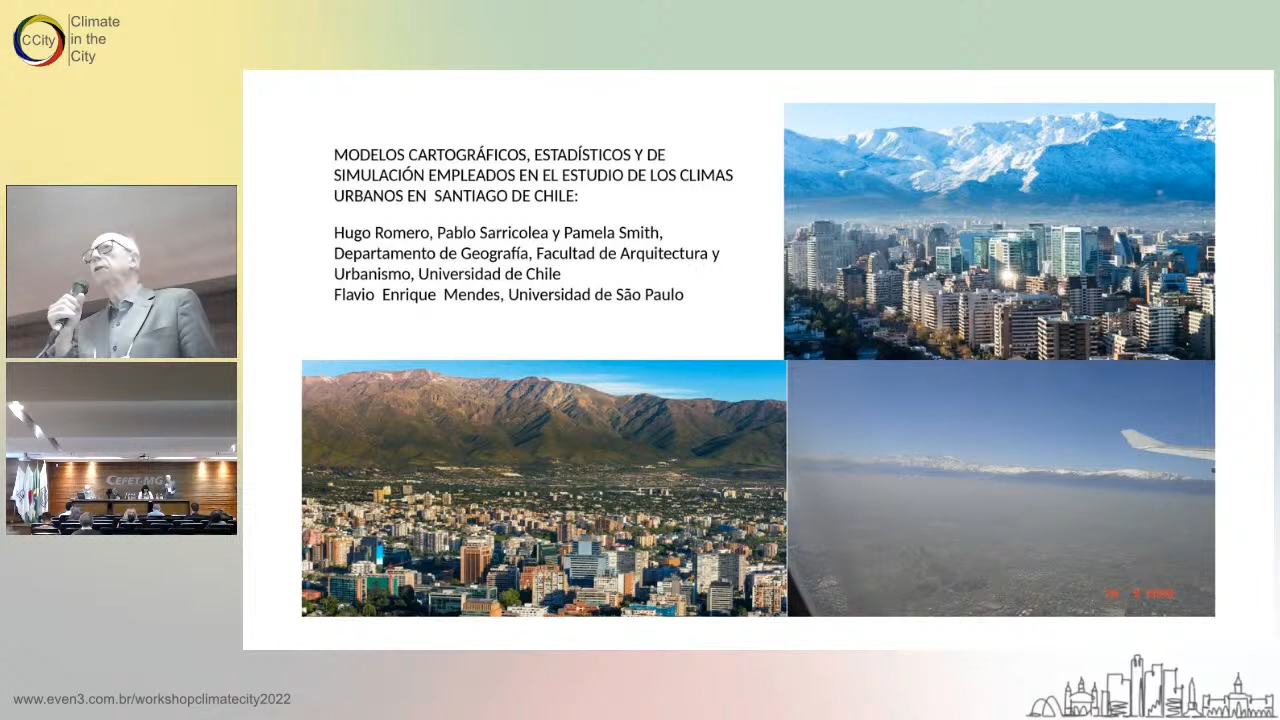 CCity
Climate
in the
City
MODELOS CARTOGRÁFICOS, ESTADÍSTICOS Y DE
SIMULACIÓN EMPLEADOS EN EL ESTUDIO DE LOS CLIMAS
URBANOS EN  SANTIAGO DE CHILE:
Hugo Romero, Pablo Sarricolea y Pamela Smith,
Departamento de Geografía, Facultad de Arquitectura y
Urbanismo, Universidad de Chile
Flavio  Enrique  Mendes, Universidad de São Paulo
CEFET-MG
www.even3.com.br/workshopclimatecity2022